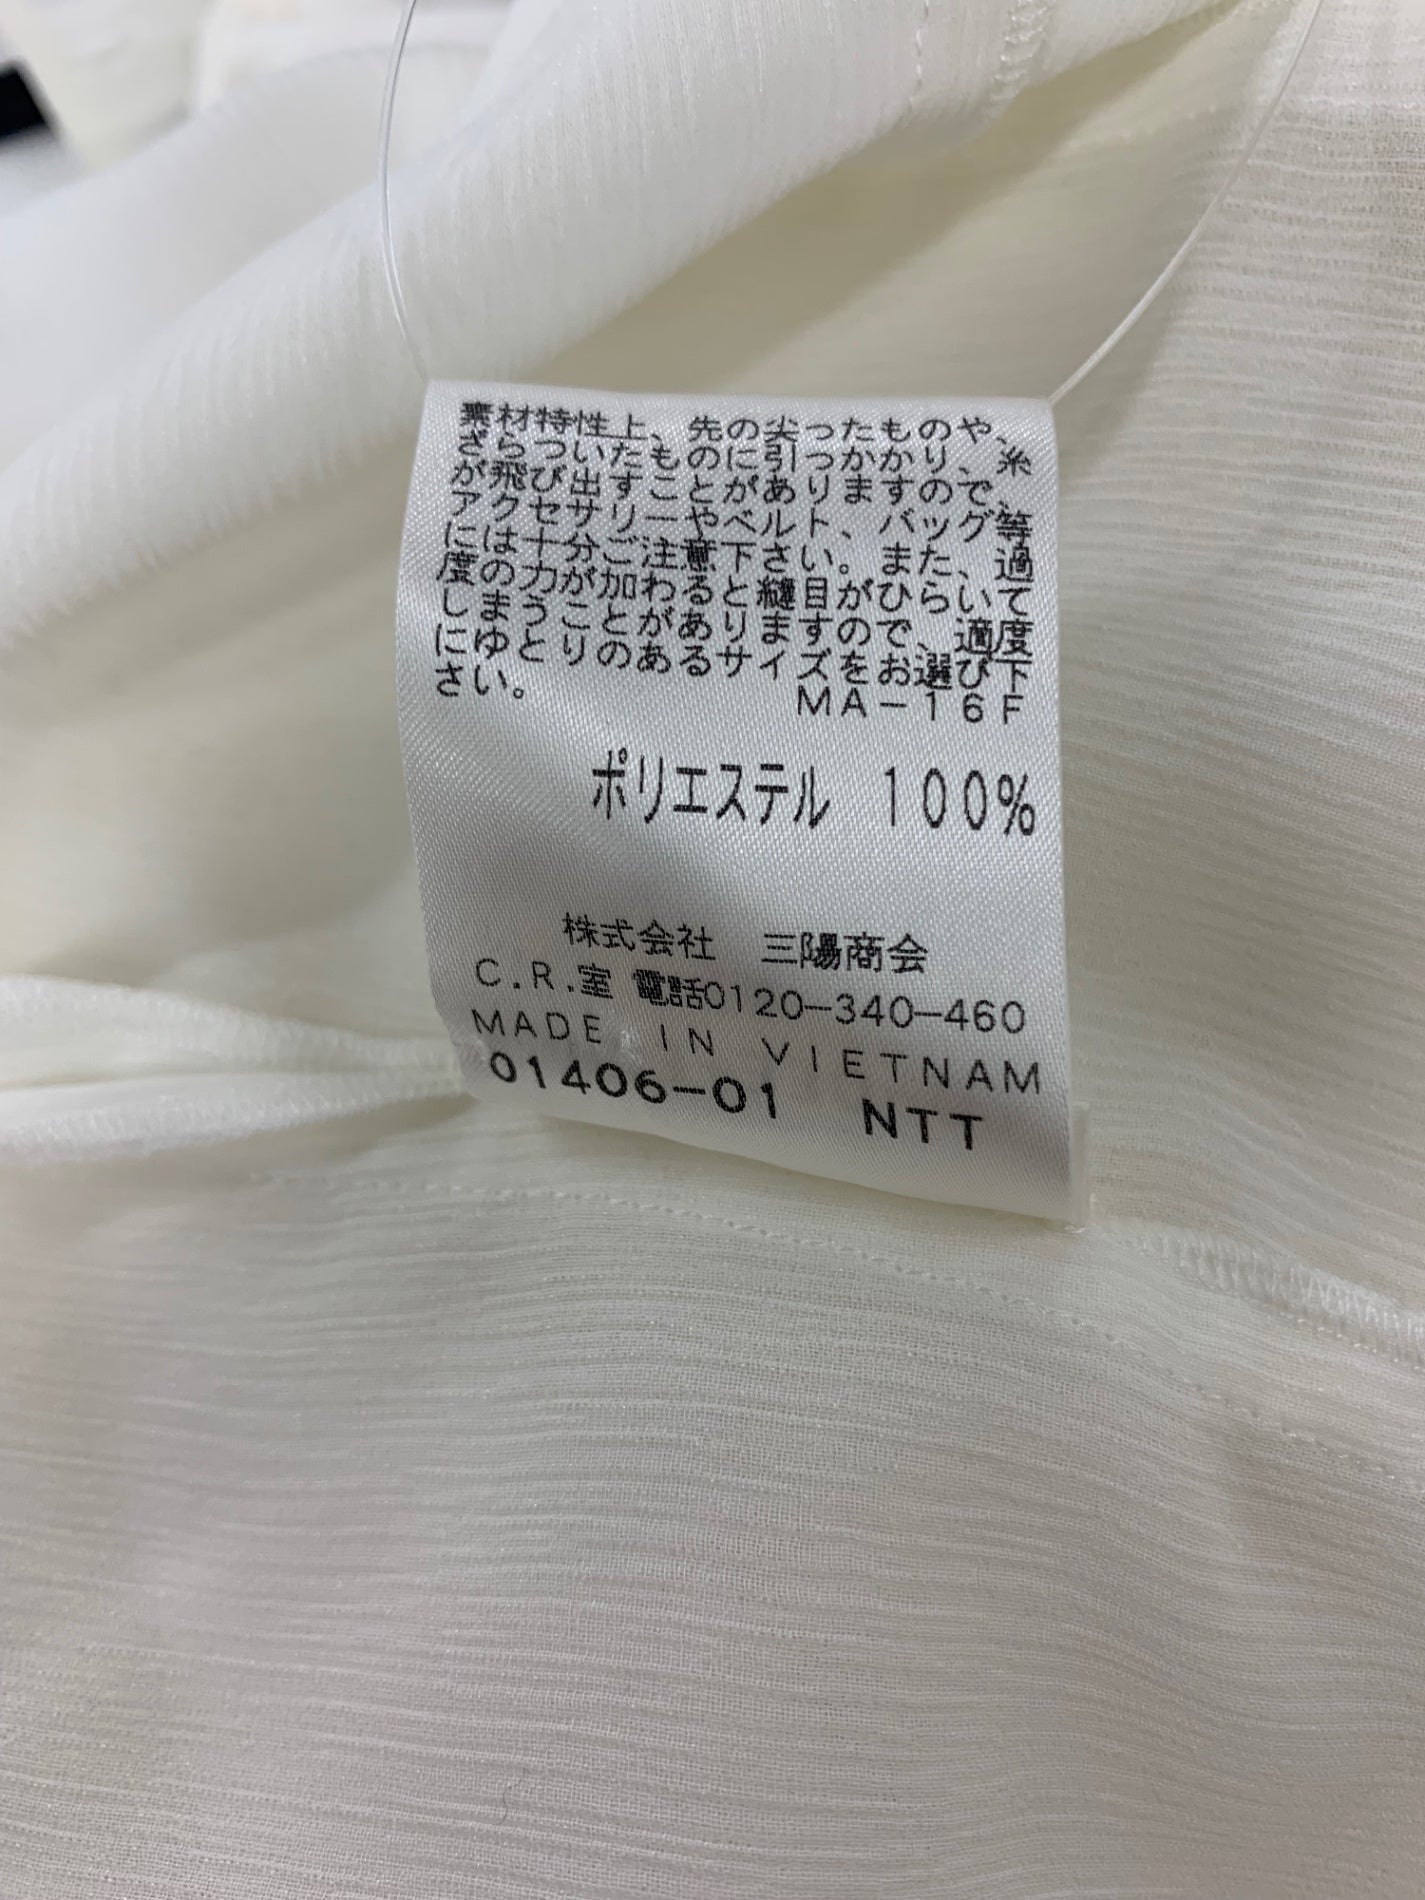 素材特性上、先の尖ったものや、
ざらついたものに引っかかり、糸
が飛び出すことがありますので、
アクセサリーやベルト、バッグ等
には十分ご注意下さい。また、過
度の力が加わると縫目がひらいて
しまうことがありますので、適度
にゆとりのあるサイズをお選び下
さい。
MA-16F
ポリエステル 100%
株式会社 三陽商会
C.R.室 電話0120-340-460
MADE IN VIETNAM
01406-01 NTT